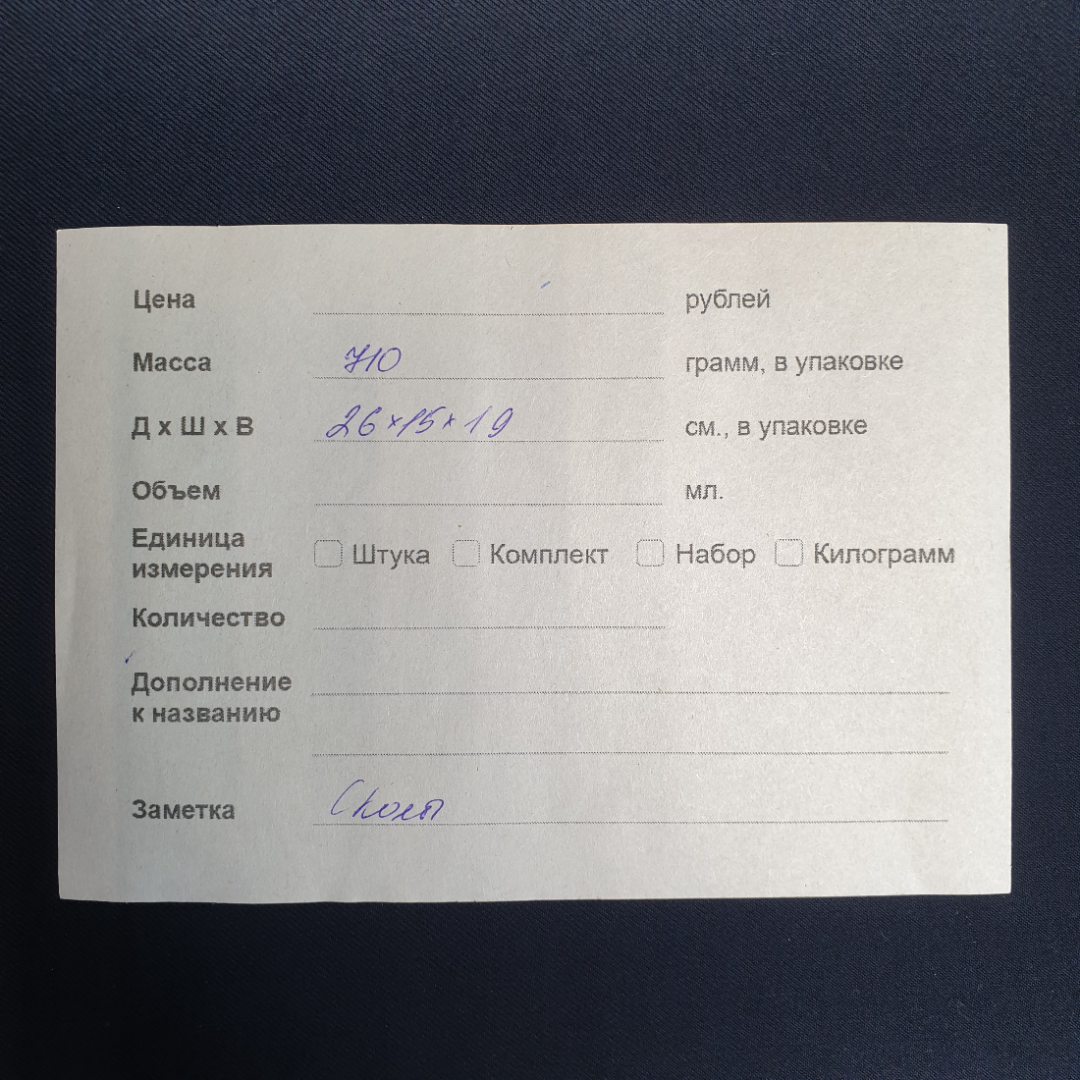 Цена рублей
Масса 710 грамм, в упаковке
Д х Ш х В 26×15×19 см., в упаковке
Объем мл.
Единица
измерения Штука Комплект Набор Килограмм
Количество
Дополнение
к названию
Заметка Сколы